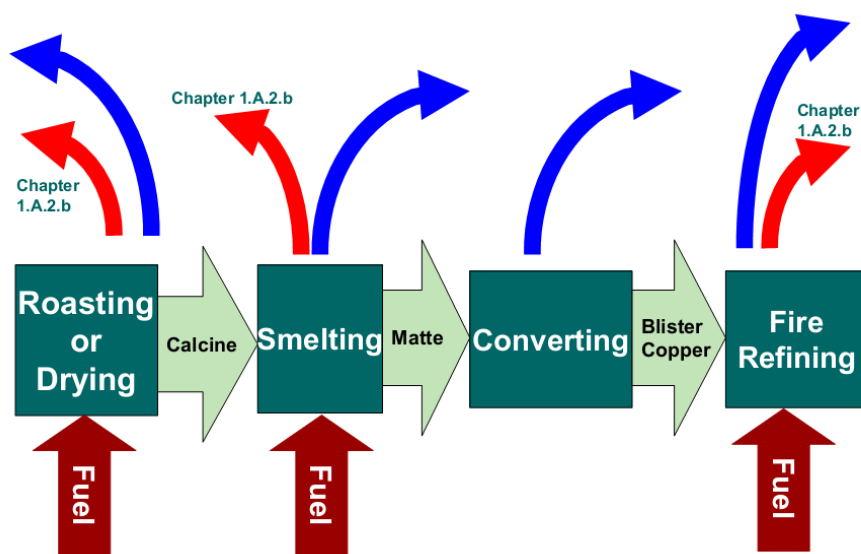 Chapter 1.A.2.b
Chapter
1.A.2.b
Chapter
1.A.2.b
Roasting
or
Drying
Calcine
Smelting
Matte
Converting
Blister
Copper
Fire
Refining
Fuel
Fuel
Fuel